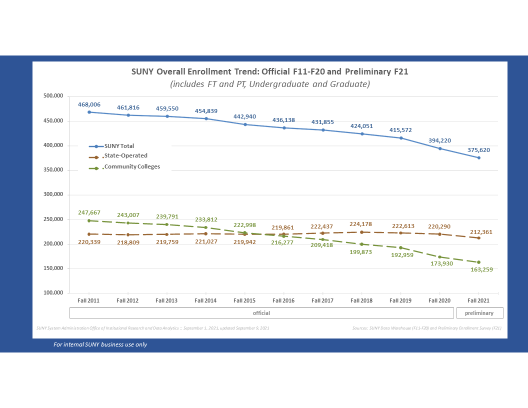 SUNY Overall Enrollment Trend: Official F11-F20 and Preliminary F21
(includes FT and PT, Undergraduate and Graduate)
500,000
468,006 461,816 459,550 454,839 442,940 436,138 431,855 424,051 415,572 394,220 375,620
450,000
400,000
SUNY Total
State-Operated
Community Colleges
350,000
300,000
250,000
247,667 243,007 239,791 233,812 222,998 219,861 222,437 224,178 222,613 220,290 212,361
200,000
220,339 218,809 219,759 221,027 219,942 216,277 209,418 199,873 192,959 173,930 163,259
150,000
100,000
Fall 2011 Fall 2012 Fall 2013 Fall 2014 Fall 2015 Fall 2016 Fall 2017 Fall 2018 Fall 2019 Fall 2020 Fall 2021
official preliminary
For internal SUNY business use only